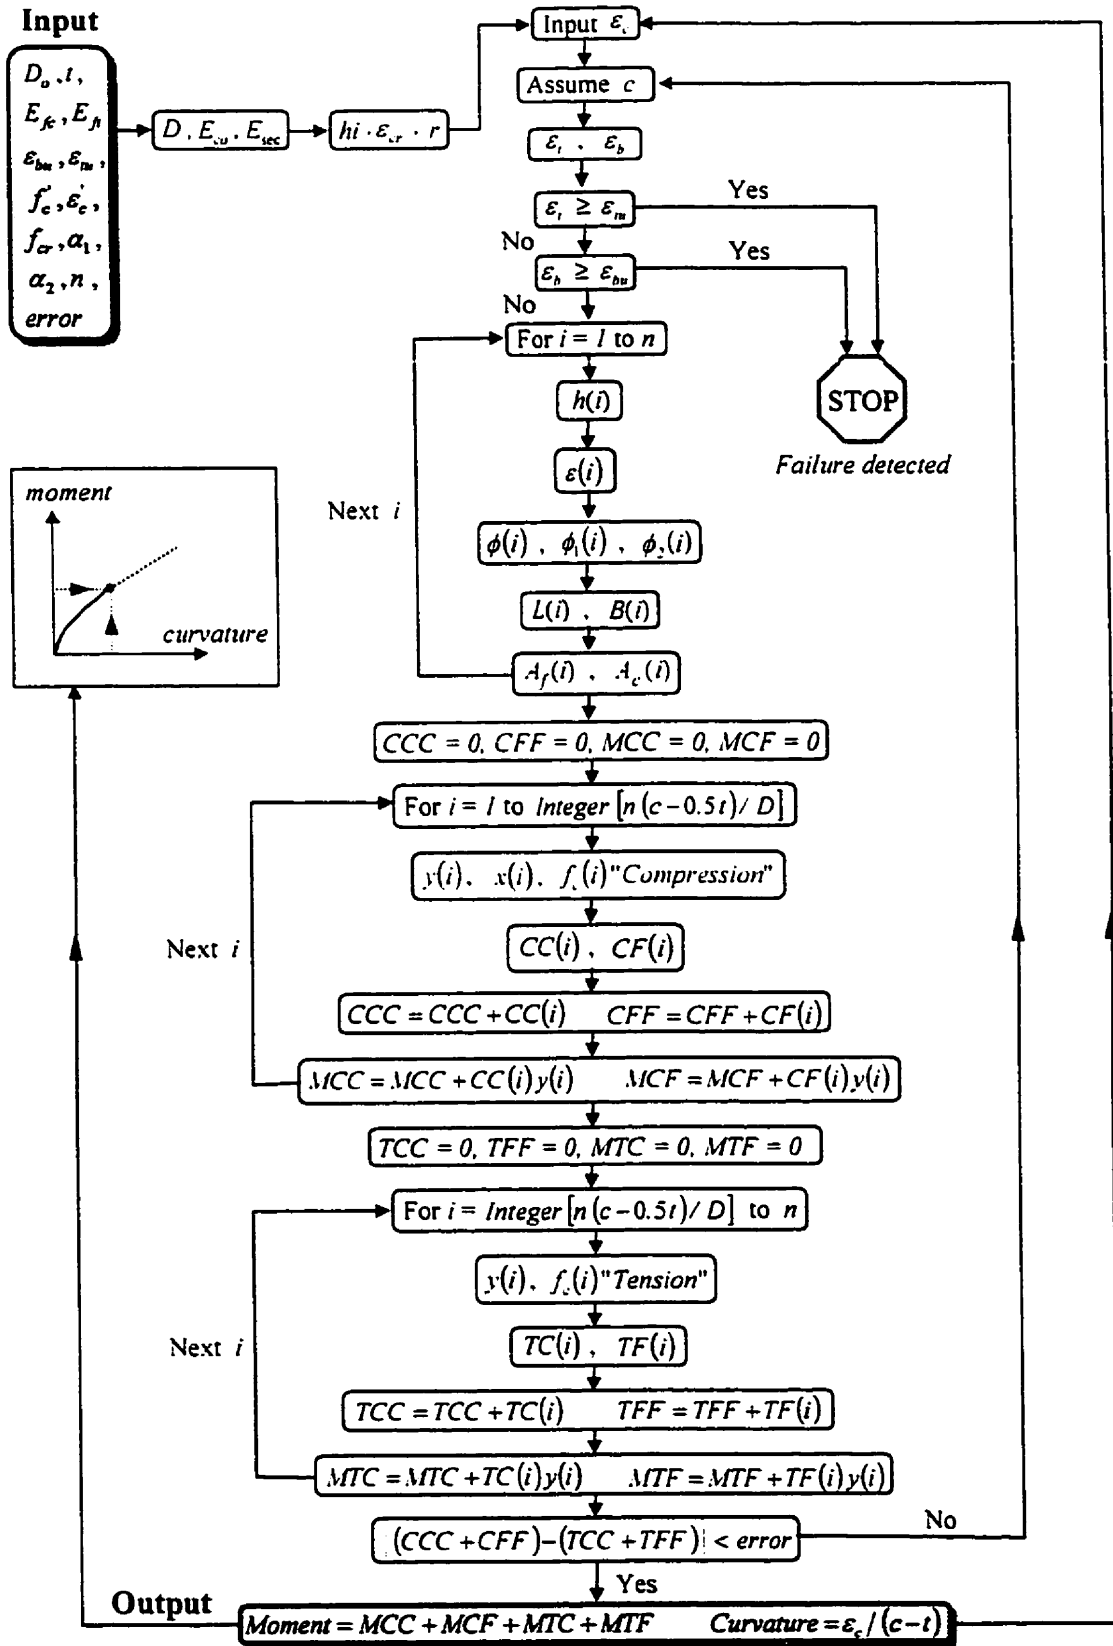 Input
D_o , t ,
E_fc , E_ft
ε_bu , ε_tu ,
f'_c , ε'_c ,
f_cr , α_1 ,
α_2 , n ,
error
D , E_co , E_sec
hi . ε_cr . r
Input ε_c
Assume c
ε_t , ε_b
ε_t ≥ ε_tu
Yes
No
ε_b ≥ ε_bu
Yes
No
For i = 1 to n
h(i)
STOP
Failure detected
ε(i)
Next i
ϕ(i) , ϕ_1(i) , ϕ_2(i)
L(i) , B(i)
A_f(i) , A_c(i)
moment
curvature
CCC = 0, CFF = 0, MCC = 0, MCF = 0
For i = 1 to Integer [n (c-0.5t)/ D]
y(i), x(i), f_c(i) "Compression"
Next i
CC(i) , CF(i)
CCC = CCC + CC(i) CFF = CFF + CF(i)
MCC = MCC + CC(i) y(i) MCF = MCF + CF(i) y(i)
TCC = 0, TFF = 0, MTC = 0, MTF = 0
For i = Integer [n (c-0.5t)/ D] to n
y(i), f_c(i) "Tension"
Next i
TC(i) , TF(i)
TCC = TCC + TC(i) TFF = TFF + TF(i)
MTC = MTC + TC(i) y(i) MTF = MTF + TF(i) y(i)
|(CCC + CFF) - (TCC + TFF)| < error
No
Yes
Output
Moment = MCC + MCF + MTC + MTF Curvature = ε_c / (c-t)